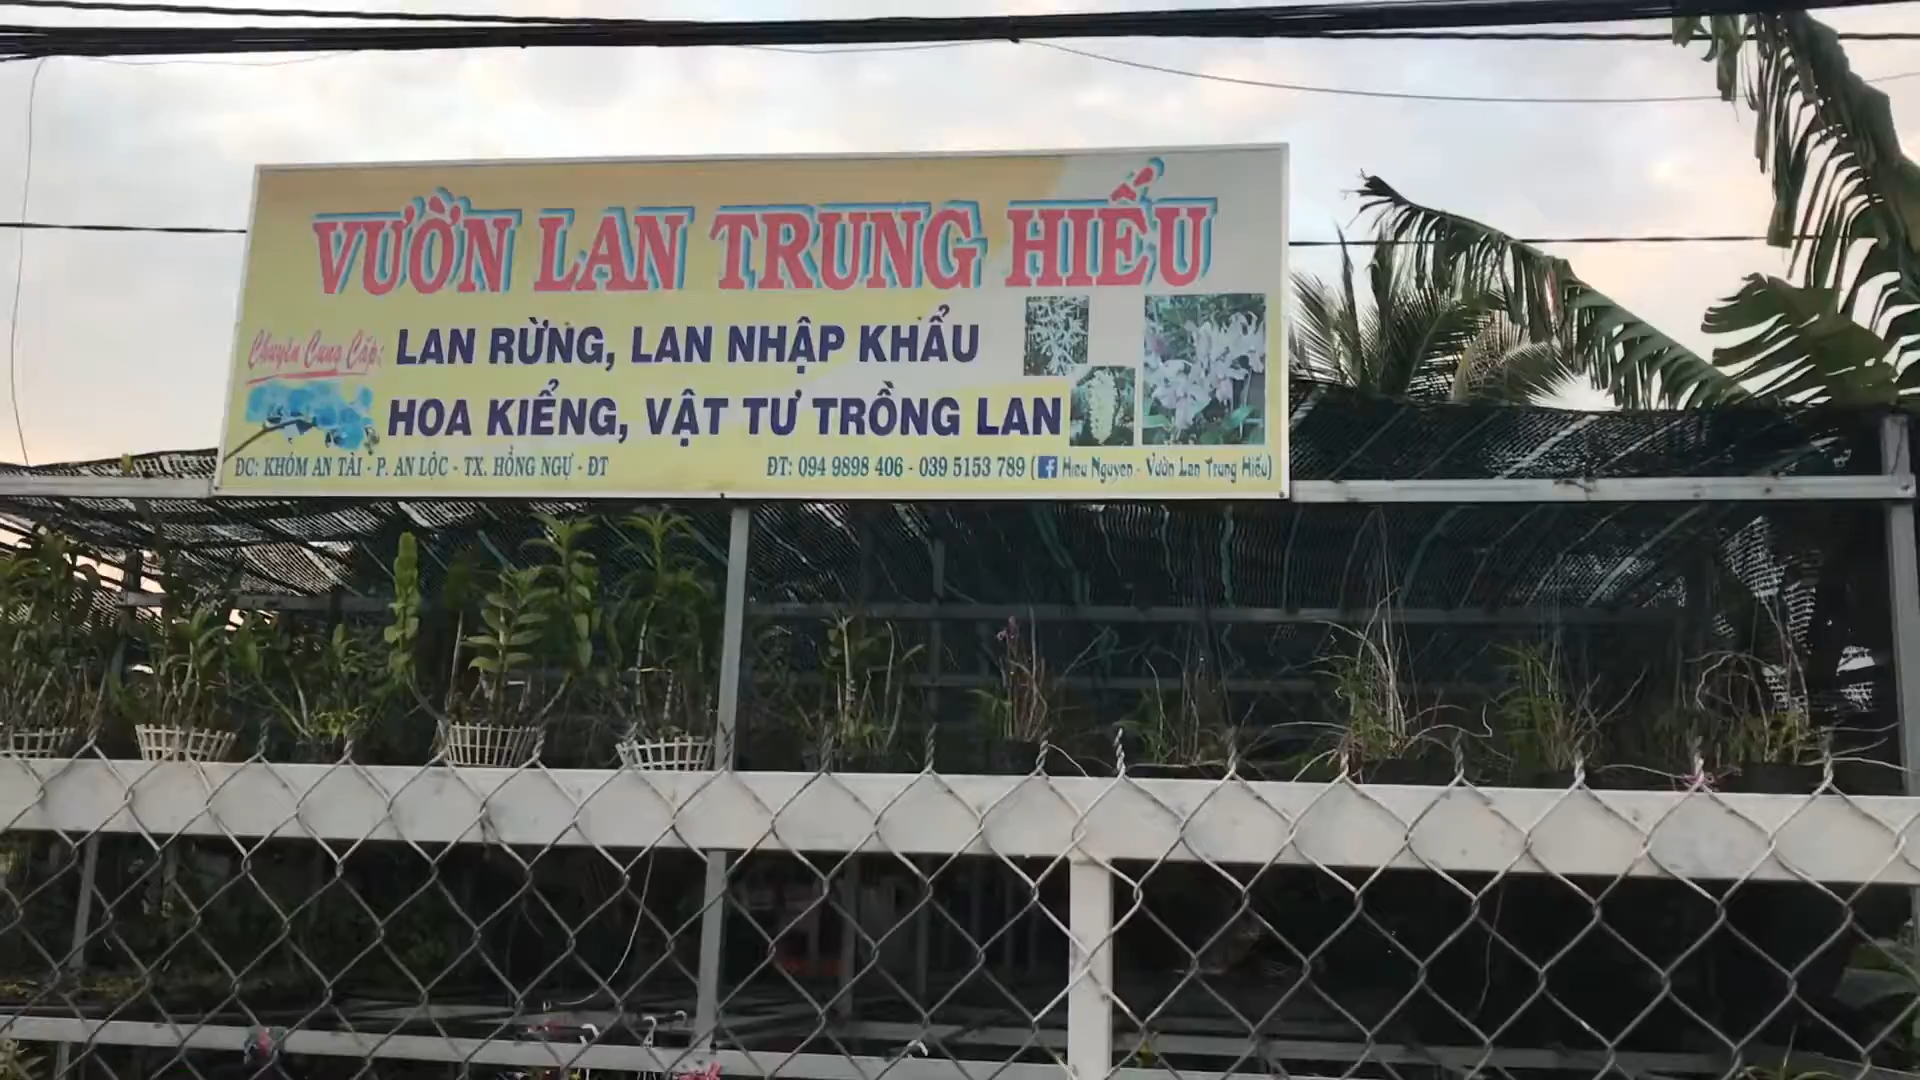 VƯỜN LAN TRUNG HIẾU
Chuyên Cung Cấp:
LAN RỪNG, LAN NHẬP KHẨU
HOA KIỂNG, VẬT TƯ TRỒNG LAN
ĐC: KHÓM AN TÀI - P. AN LỘC - TX. HỒNG NGỰ - ĐT
ĐT: 094 9898 406 - 039 5153 789 (f Hieu Nguyen - Vườn Lan Trung Hiếu)